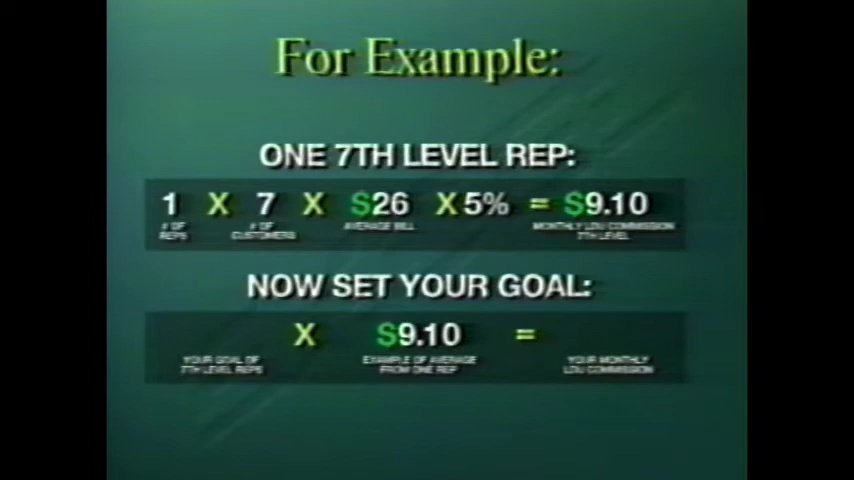 For Example:
ONE 7TH LEVEL REP:
1 X 7 X $26 X 5% = $9.10
# OF REPS
# OF CUSTOMERS
AVERAGE BILL
MONTHLY LDU COMMISSION
7TH LEVEL
NOW SET YOUR GOAL:
X $9.10 =
YOUR GOAL OF
7TH LEVEL REPS
EXAMPLE OF AVERAGE
FROM ONE REP
YOUR MONTHLY
LDU COMMISSION